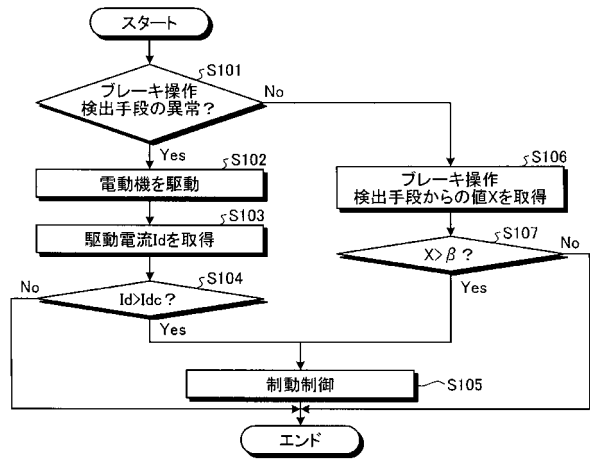 スタート
S101
ブレーキ操作
検出手段の異常？
No
Yes
S102
電動機を駆動
S103
駆動電流Idを取得
S104
No
Id>Idc？
Yes
S106
ブレーキ操作
検出手段からの値Xを取得
S107
No
X>β？
Yes
制動制御
S105
エンド